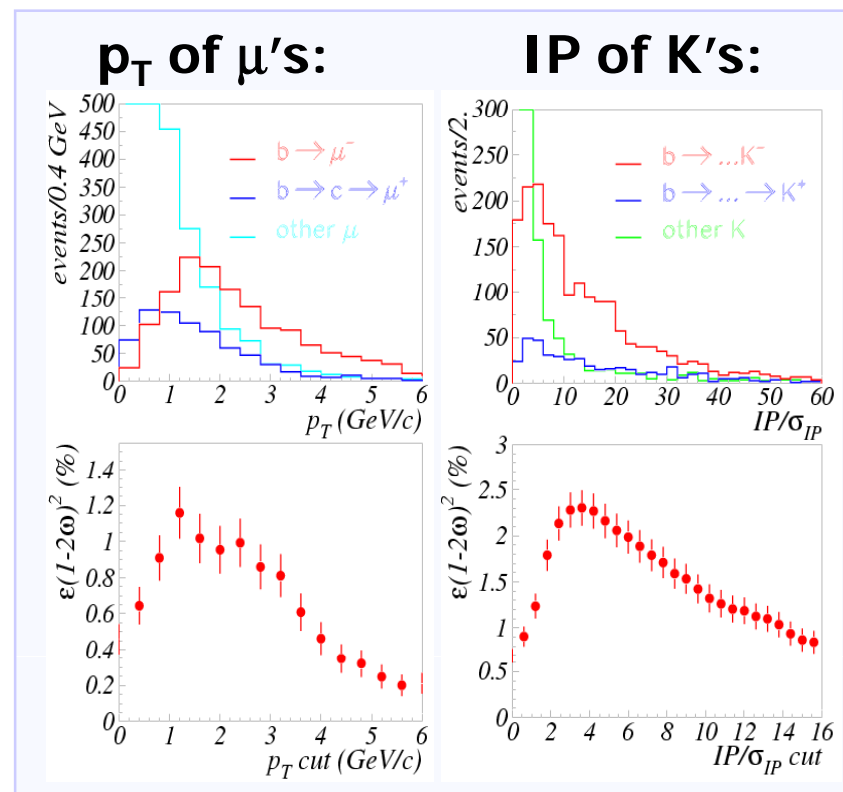 p_T of μ's:
IP of K's:
events/0.4 GeV
500
450
400
350
300
250
200
150
100
50
0
b → μ⁻
b → c → μ⁺
other μ
0 1 2 3 4 5 6
p_T (GeV/c)
events/2.
300
250
200
150
100
50
0
b → ...K⁻
b → ... → K⁺
other K
0 10 20 30 40 50 60
IP/σ_IP
ε(1-2ω)² (%)
1.4
1.2
1
0.8
0.6
0.4
0.2
0
0 1 2 3 4 5 6
p_T cut (GeV/c)
ε(1-2ω)² (%)
3
2.5
2
1.5
1
0.5
0
0 2 4 6 8 10 12 14 16
IP/σ_IP cut